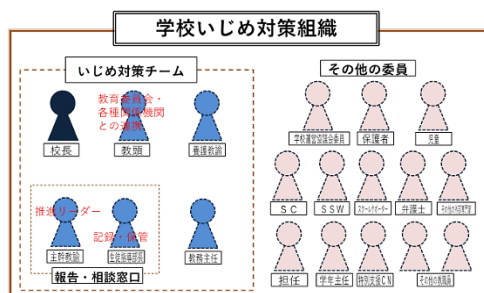 学校いじめ対策組織
いじめ対策チーム
その他の委員
教育委員会・
各種関係機関
との連携
校長
教頭
養護教諭
学校運営協議会委員
保護者
児童
推進リーダー
記録・保管
主幹教諭
生徒指導部長
教務主任
報告・相談窓口
ＳＣ
ＳＳＷ
スクールサポーター
弁護士
担任
学年主任
特別支援ＣＮ
その他の教職員